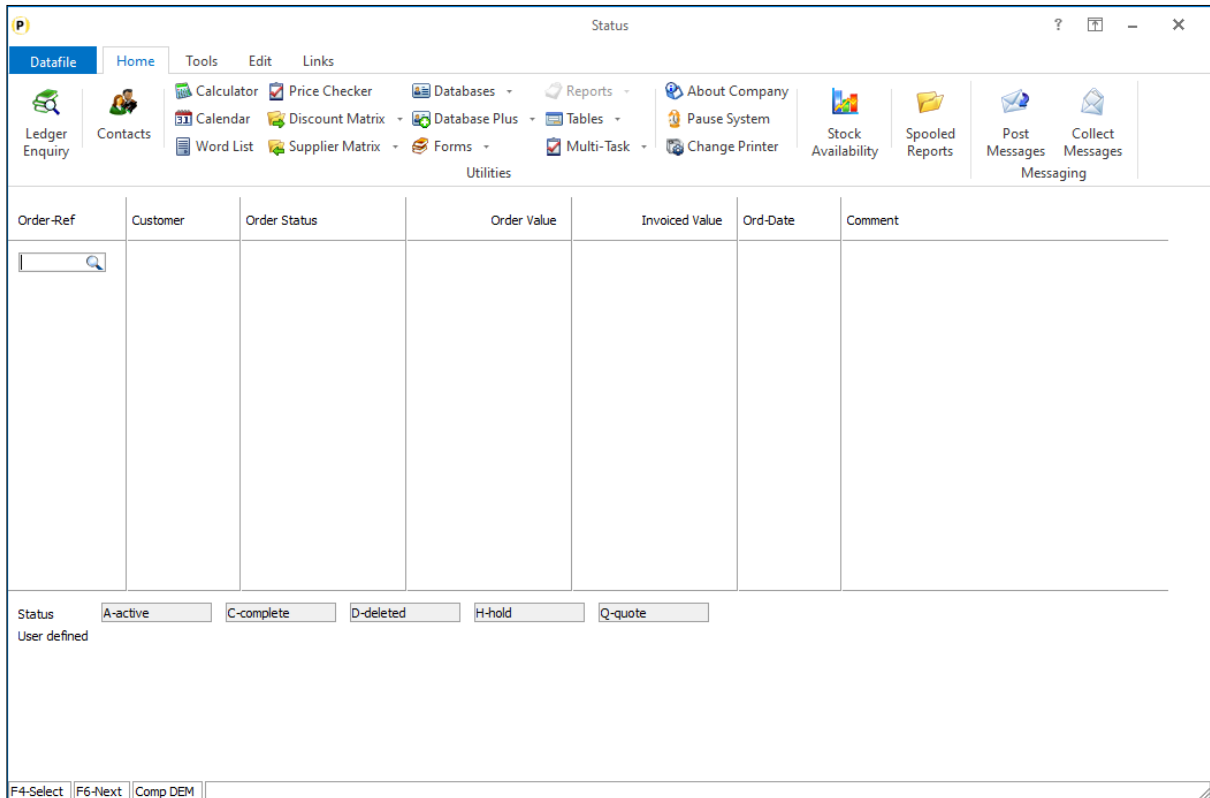 P Status ?
Datafile Home Tools Edit Links
Calculator Price Checker Databases Reports About Company
Calendar Discount Matrix Database Plus Tables Pause System
Word List Supplier Matrix Forms Multi-Task Change Printer
Ledger Enquiry
Contacts
Stock Availability
Spooled Reports
Post Messages
Collect Messages
Utilities Messaging
Order-Ref Customer Order Status Order Value Invoiced Value Ord-Date Comment
Status A-active C-complete D-deleted H-hold Q-quote
User defined
F4-Select F6-Next Comp DEM